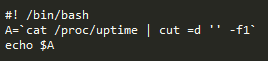 #! /bin/bash
A=`cat /proc/uptime | cut =d '' -f1`
echo $A